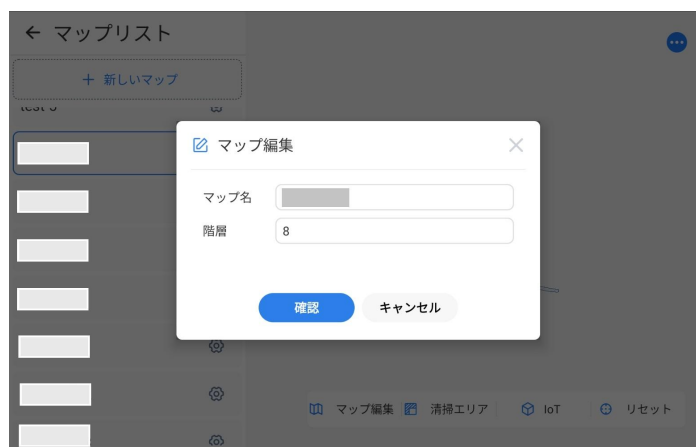 ← マップリスト
＋ 新しいマップ
test 5
マップ編集
マップ名
階層
8
確認
キャンセル
マップ編集
清掃エリア
IoT
リセット